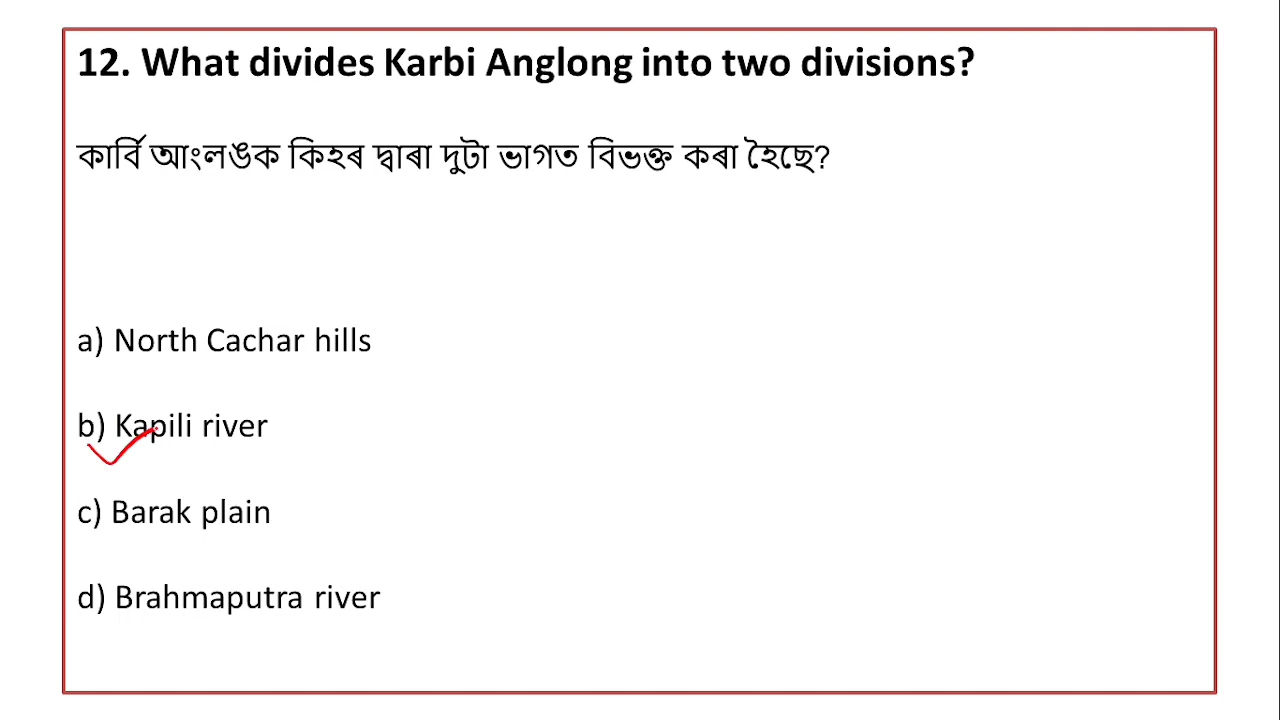 12. What divides Karbi Anglong into two divisions?
কাৰ্বি আংলঙক কিহৰ দ্বাৰা দুটা ভাগত বিভক্ত কৰা হৈছে?
a) North Cachar hills
b) Kapili river
c) Barak plain
d) Brahmaputra river